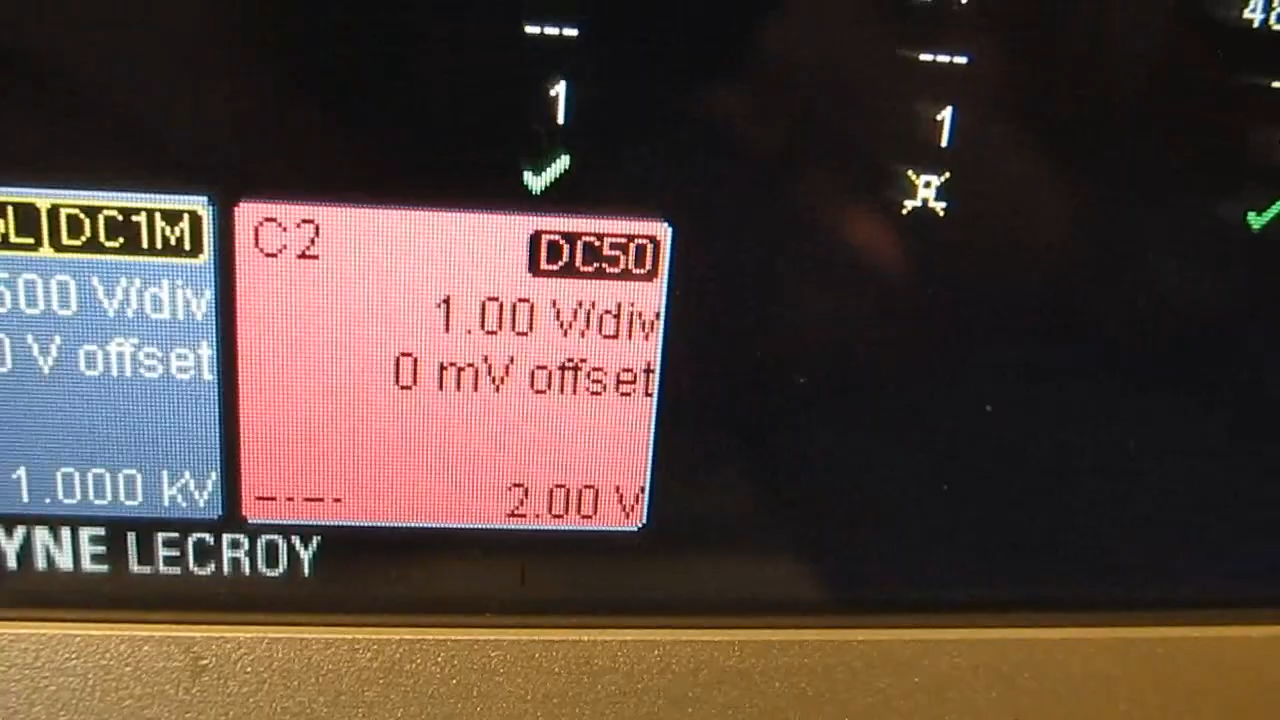 ---
---
1
1
DC1M
C2
DC50
500 V/div
1.00 V/div
0 V offset
0 mV offset
1.000 kV
2.00 V
YNE LECROY